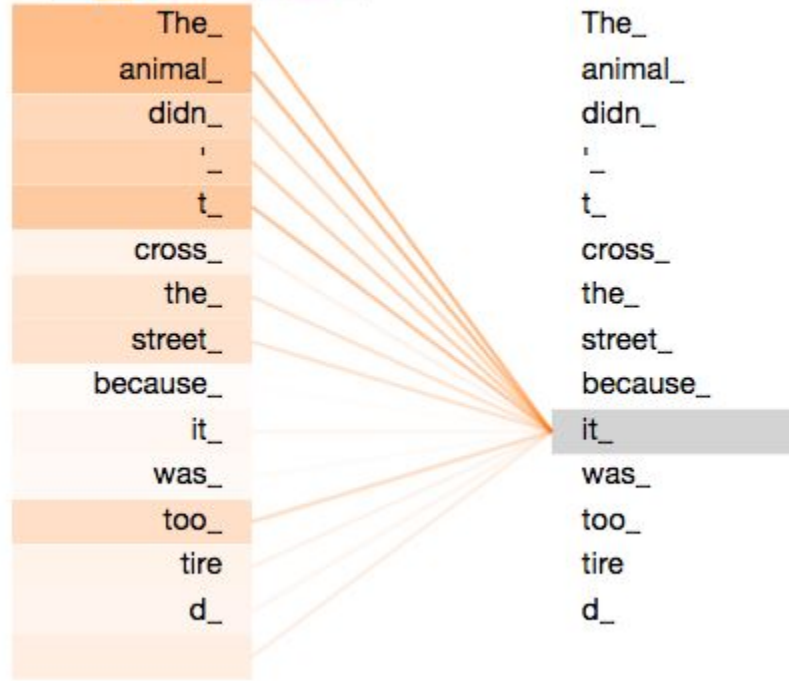 The_ The_
animal_ animal_
didn_ didn_
'_ '_
t_ t_
cross_ cross_
the_ the_
street_ street_
because_ because_
it_ it_
was_ was_
too_ too_
tire tire
d_ d_